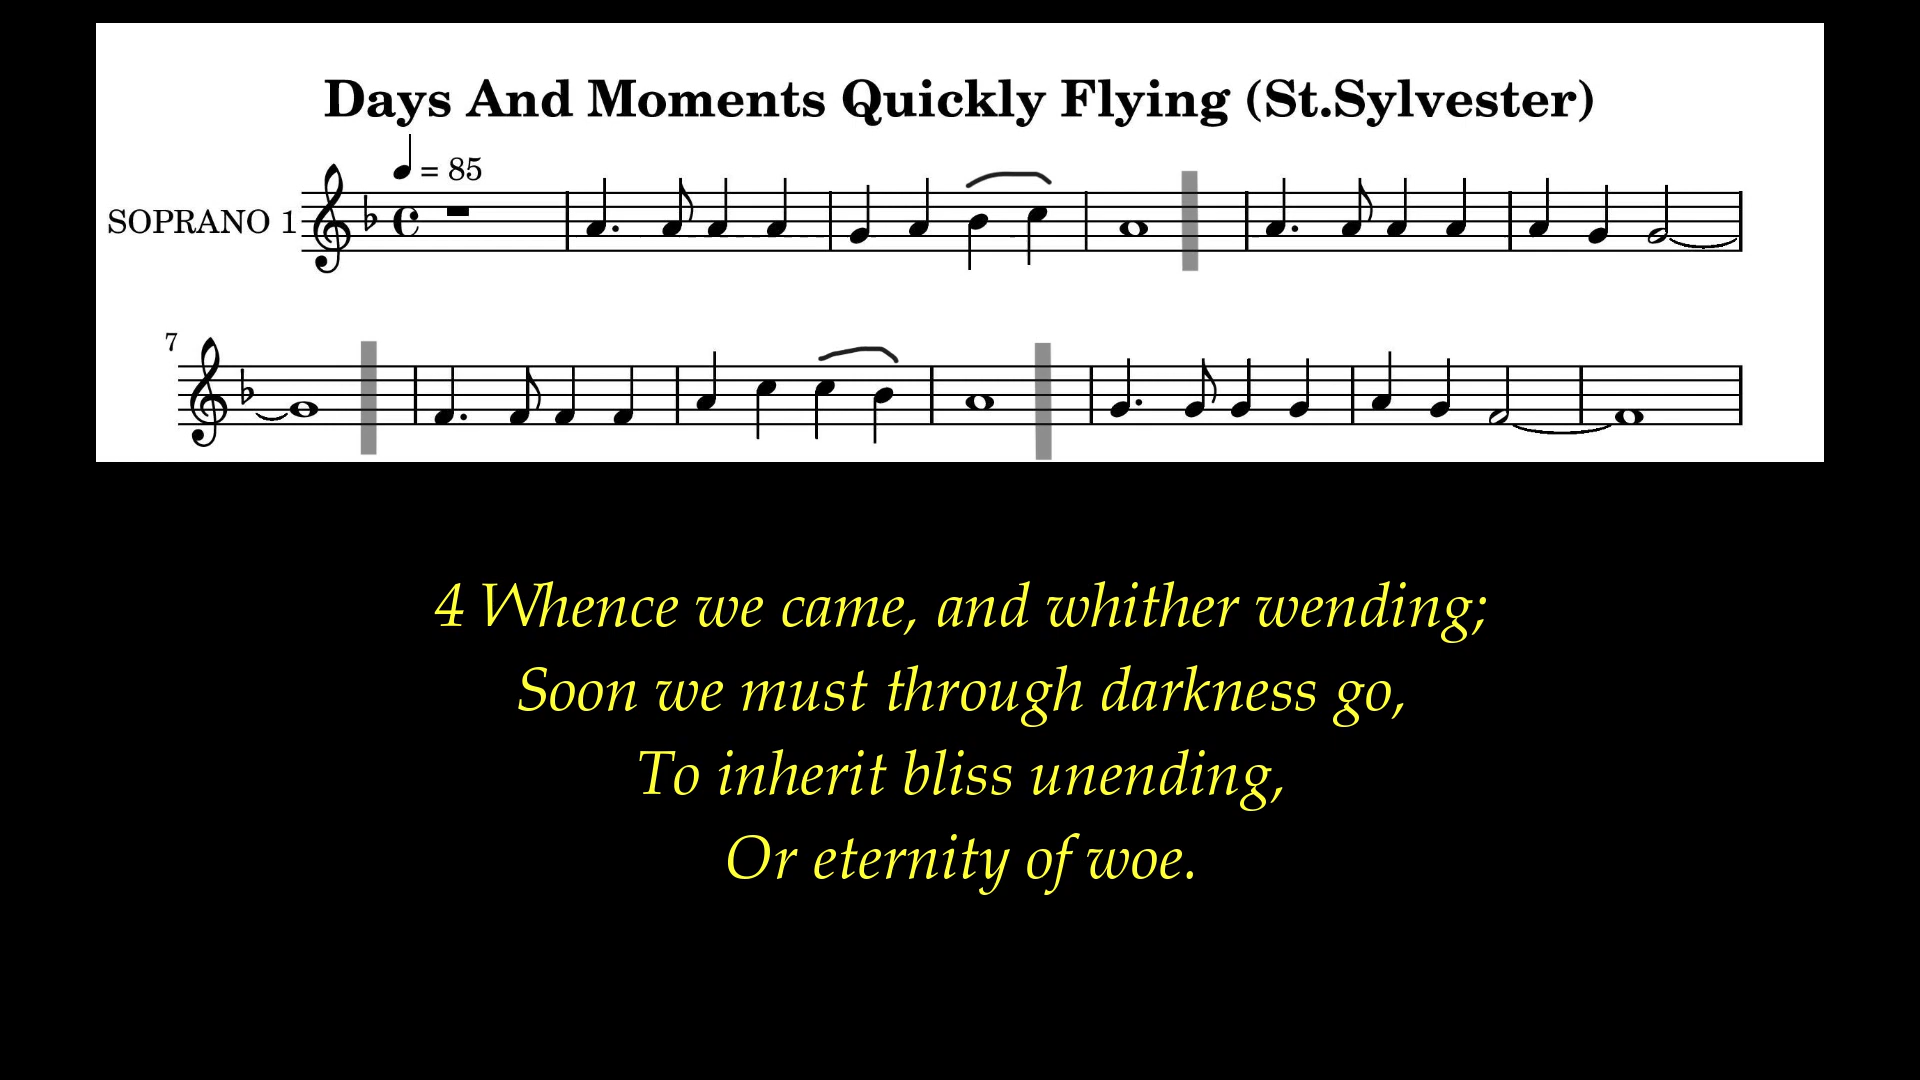 Days And Moments Quickly Flying (St.Sylvester)
= 85
SOPRANO 1
7
4 Whence we came, and whither wending;
Soon we must through darkness go,
To inherit bliss unending,
Or eternity of woe.